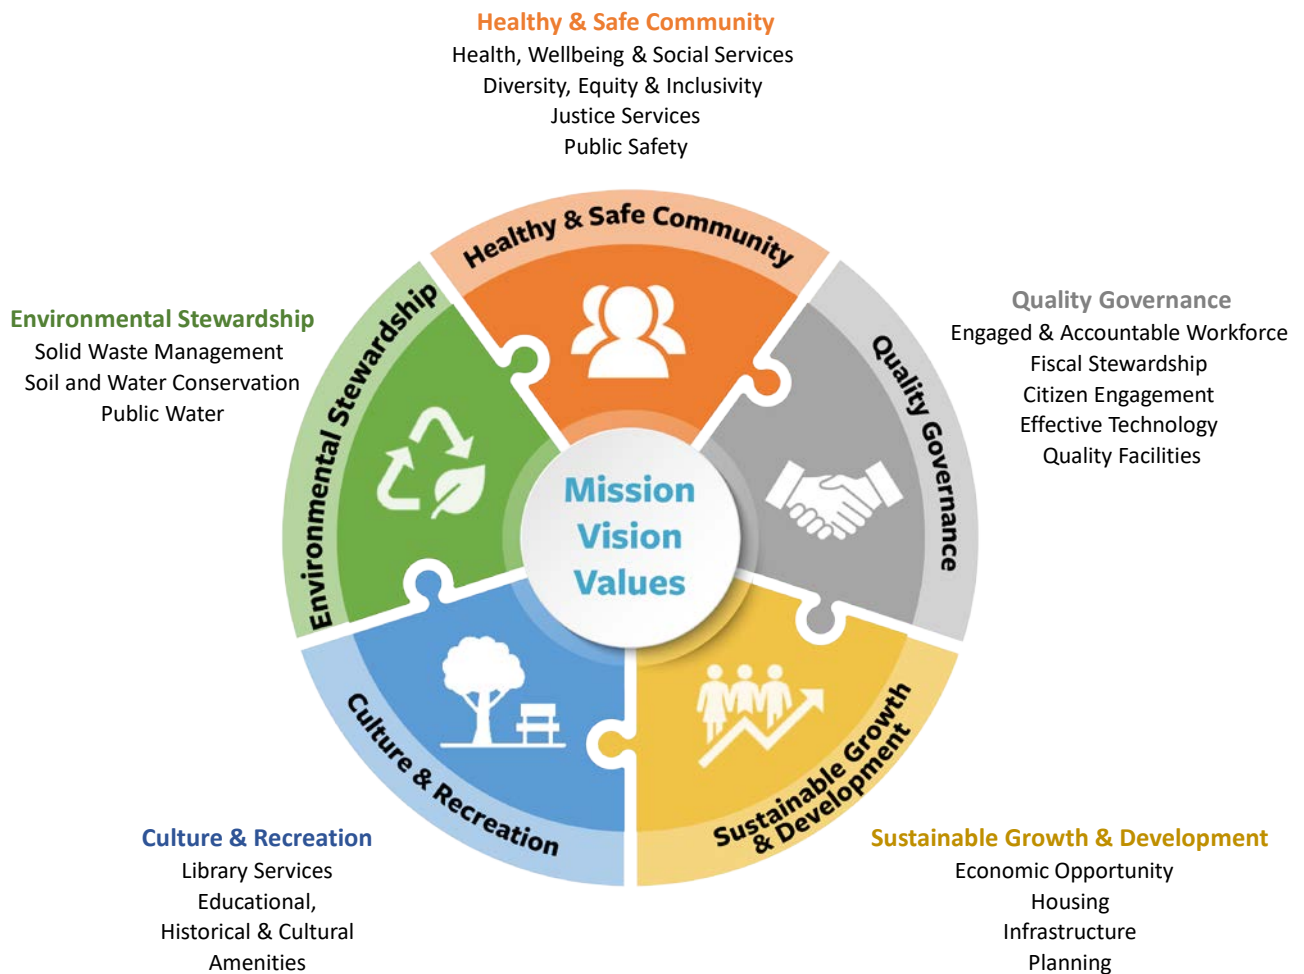 Healthy & Safe Community
Health, Wellbeing & Social Services
Diversity, Equity & Inclusivity
Justice Services
Public Safety
Healthy & Safe Community
Quality Governance
Engaged & Accountable Workforce
Fiscal Stewardship
Citizen Engagement
Effective Technology
Quality Facilities
Quality Governance
Environmental Stewardship
Solid Waste Management
Soil and Water Conservation
Public Water
Environmental Stewardship
Mission
Vision
Values
Culture & Recreation
Sustainable Growth
& Development
Culture & Recreation
Library Services
Educational,
Historical & Cultural
Amenities
Sustainable Growth & Development
Economic Opportunity
Housing
Infrastructure
Planning